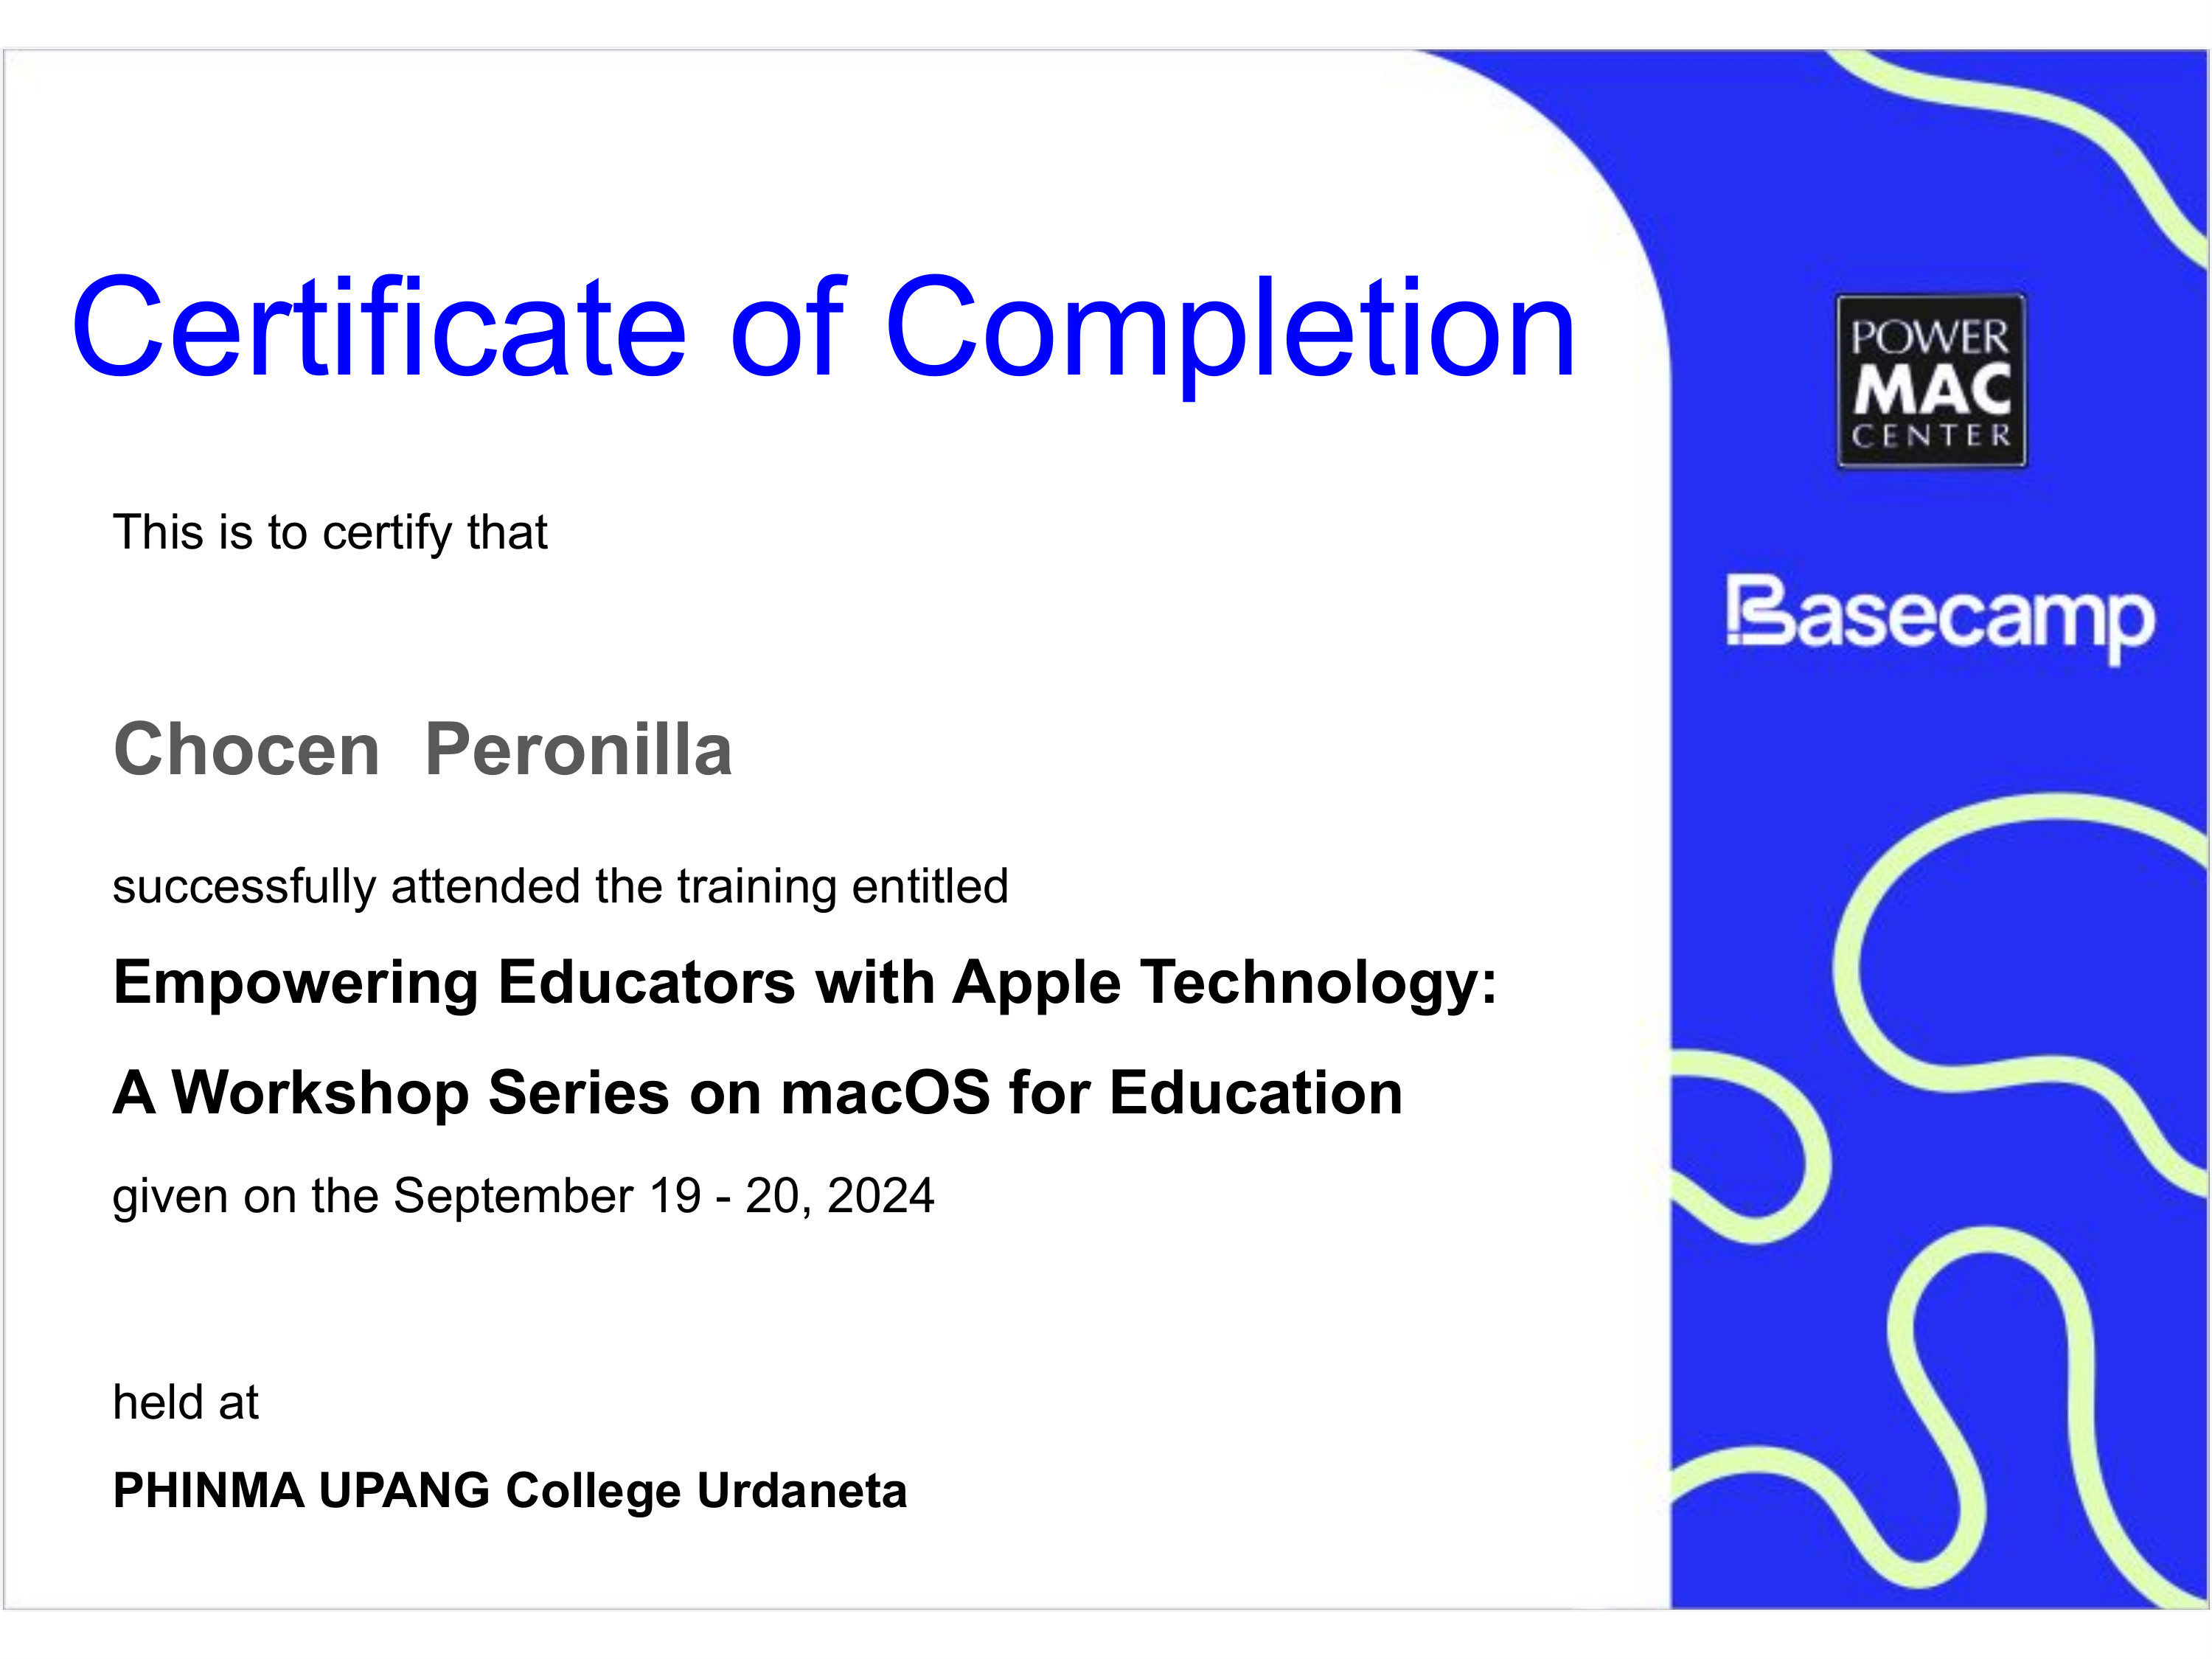 Certificate of Completion
This is to certify that
Chocen  Peronilla
successfully attended the training entitled
Empowering Educators with Apple Technology:
A Workshop Series on macOS for Education
given on the September 19 - 20, 2024
held at
PHINMA UPANG College Urdaneta
POWER
MAC
CENTER
Basecamp